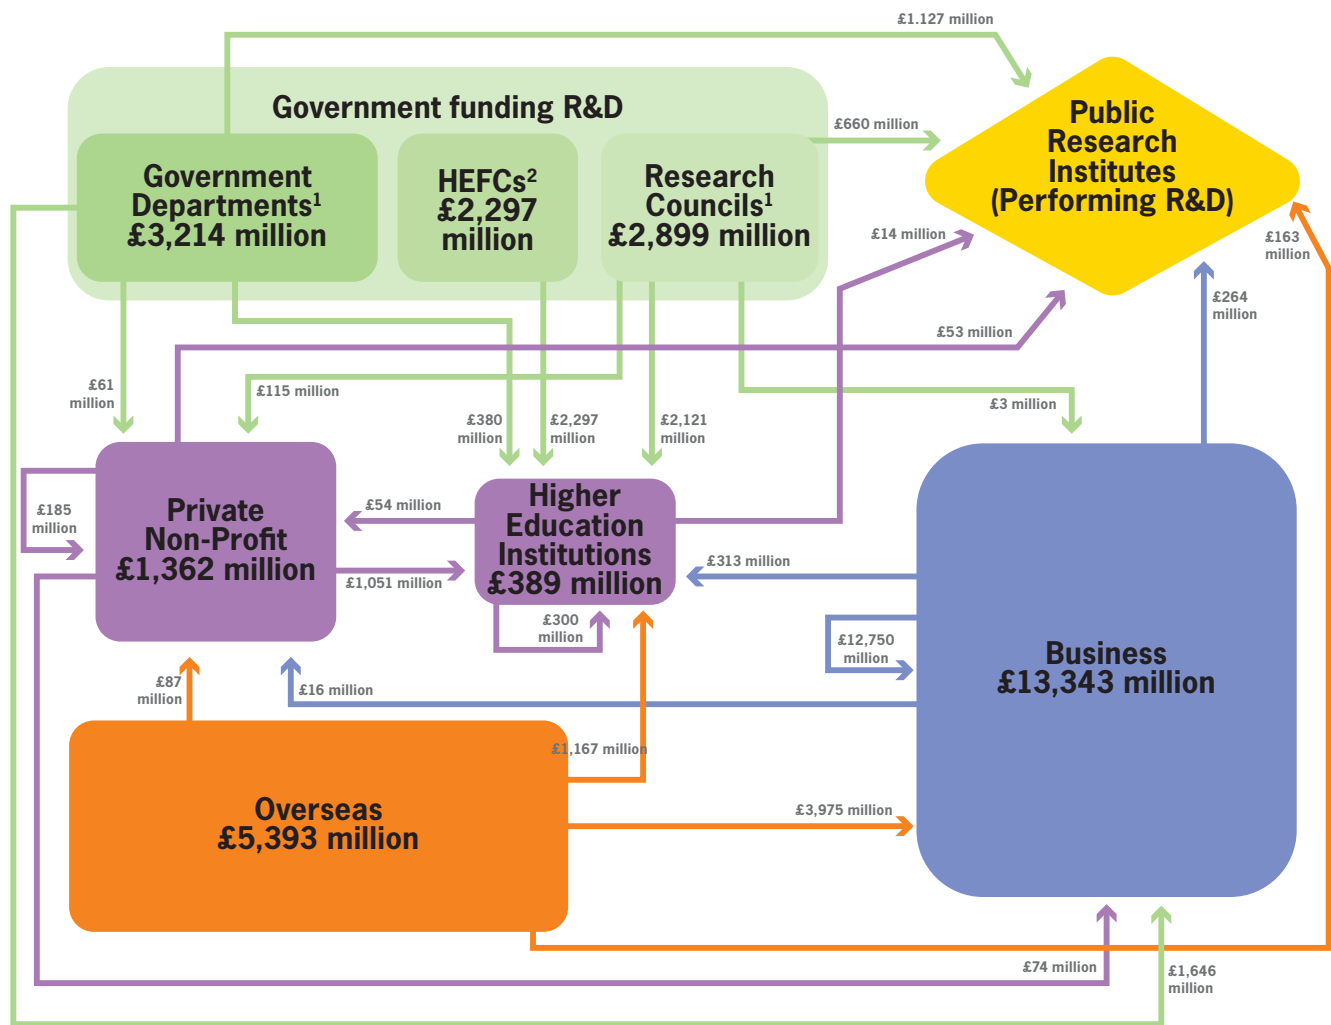 £1.127 million
Government funding R&D
£660 million
Public
Research
Institutes
(Performing R&D)
Government
Departments1
£3,214 million
HEFCs2
£2,297
million
Research
Councils1
£2,899 million
£14 million
£163
million
£264
million
£53 million
£61
million
£115 million
£3 million
£380
million
£2,297
million
£2,121
million
£185
million
Private
Non-Profit
£1,362 million
£54 million
£1,051 million
Higher
Education
Institutions
£389 million
£313 million
£300
million
£12,750
million
Business
£13,343 million
£87
million
£16 million
£1,167 million
Overseas
£5,393 million
£3,975 million
£74 million
£1,646
million